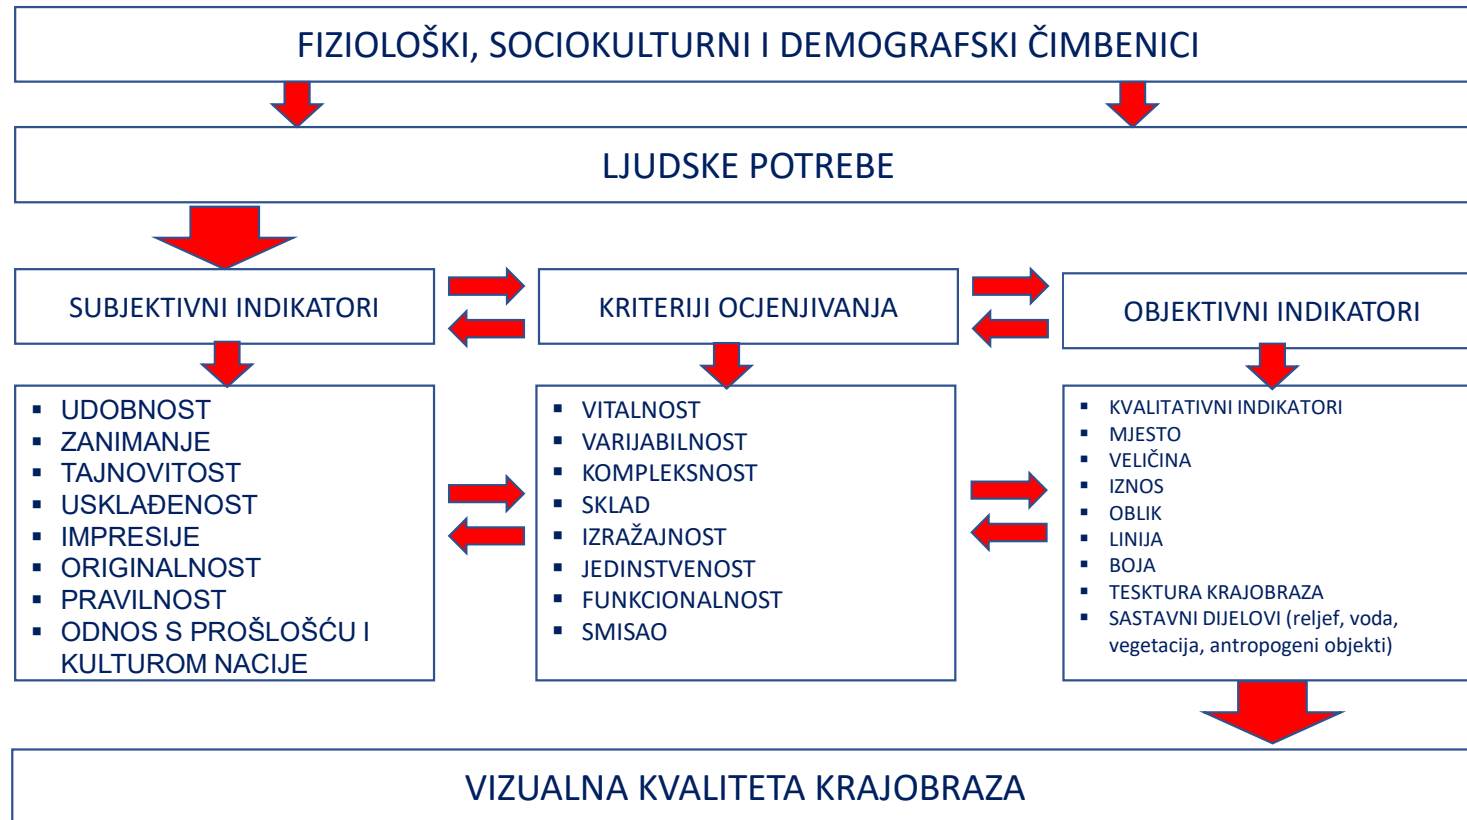 FIZIOLOŠKI, SOCIOKULTURNI I DEMOGRAFSKI ČIMBENICI
LJUDSKE POTREBE
SUBJEKTIVNI INDIKATORI
KRITERIJI OCJENJIVANJA
OBJEKTIVNI INDIKATORI
▪ UDOBNOST
▪ ZANIMANJE
▪ TAJNOVITOST
▪ USKLAĐENOST
▪ IMPRESIJE
▪ ORIGINALNOST
▪ PRAVILNOST
▪ ODNOS S PROŠLOŠĆU I
KULTUROM NACIJE
▪ VITALNOST
▪ VARIJABILNOST
▪ KOMPLEKSNOST
▪ SKLAD
▪ IZRAŽAJNOST
▪ JEDINSTVENOST
▪ FUNKCIONALNOST
▪ SMISAO
▪ KVALITATIVNI INDIKATORI
▪ MJESTO
▪ VELIČINA
▪ IZNOS
▪ OBLIK
▪ LINIJA
▪ BOJA
▪ TESKTURA KRAJOBRAZA
▪ SASTAVNI DIJELOVI (reljef, voda,
vegetacija, antropogeni objekti)
VIZUALNA KVALITETA KRAJOBRAZA